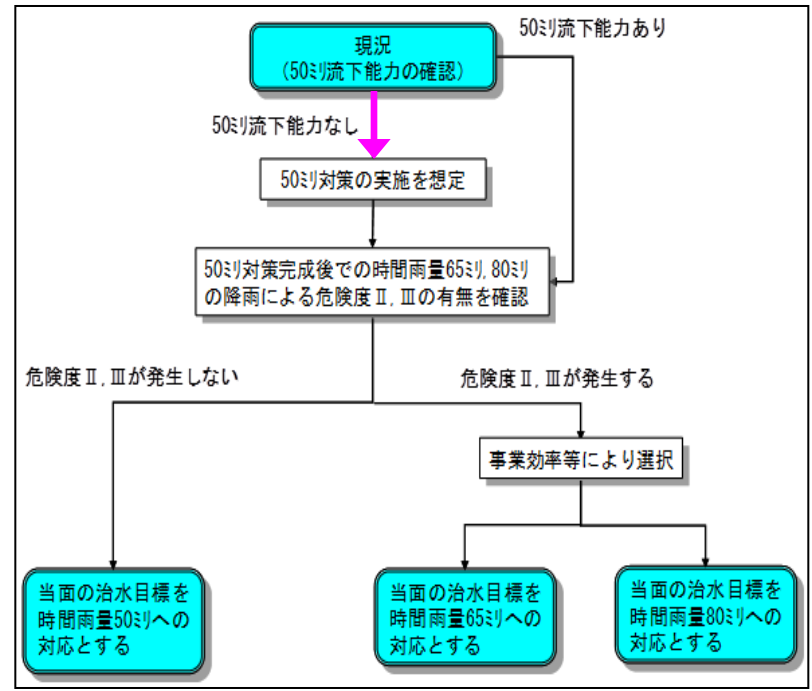 50ﾐﾘ流下能力あり
現況
（50ﾐﾘ流下能力の確認）
50ﾐﾘ流下能力なし
50ﾐﾘ対策の実施を想定
50ﾐﾘ対策完成後での時間雨量65ﾐﾘ,80ﾐﾘ
の降雨による危険度Ⅱ,Ⅲの有無を確認
危険度Ⅱ,Ⅲが発生しない
危険度Ⅱ,Ⅲが発生する
事業効率等により選択
当面の治水目標を
時間雨量50ﾐﾘへの
対応とする
当面の治水目標を
時間雨量65ﾐﾘへの
対応とする
当面の治水目標を
時間雨量80ﾐﾘへの
対応とする